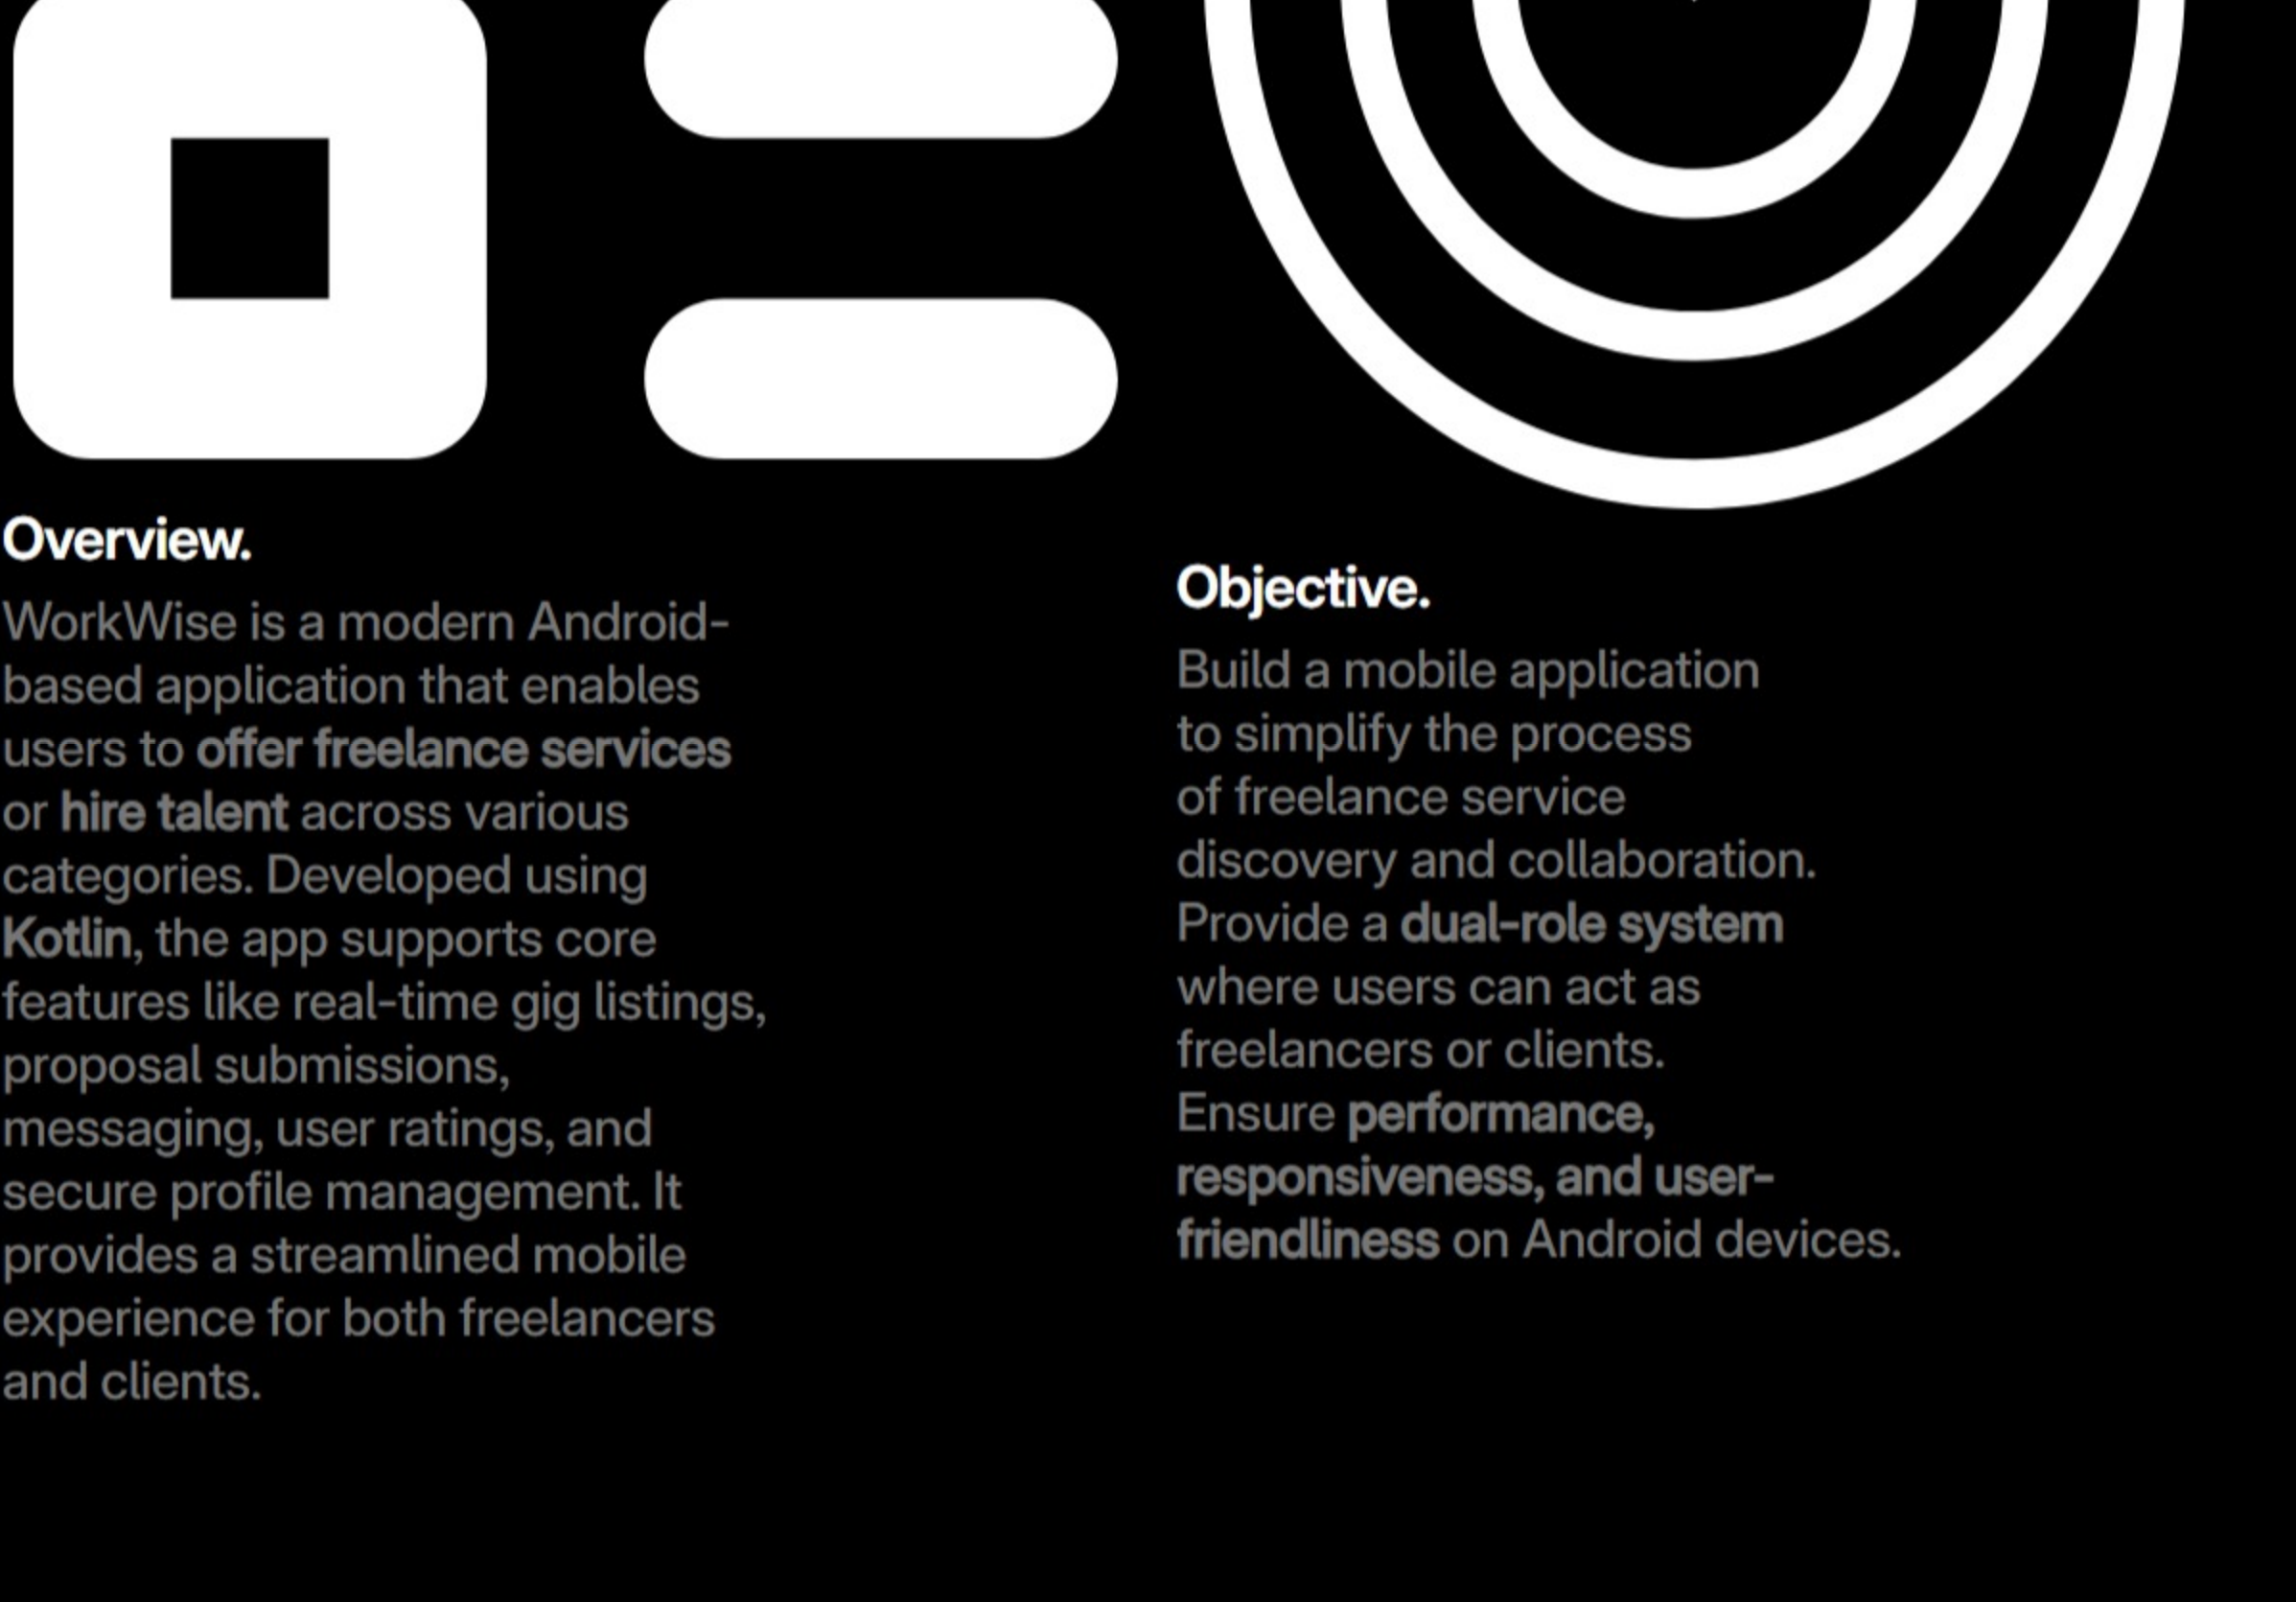 Overview.
WorkWise is a modern Android-
based application that enables
users to offer freelance services
or hire talent across various
categories. Developed using
Kotlin, the app supports core
features like real-time gig listings,
proposal submissions,
messaging, user ratings, and
secure profile management. It
provides a streamlined mobile
experience for both freelancers
and clients.
Objective.
Build a mobile application
to simplify the process
of freelance service
discovery and collaboration.
Provide a dual-role system
where users can act as
freelancers or clients.
Ensure performance,
responsiveness, and user-
friendliness on Android devices.